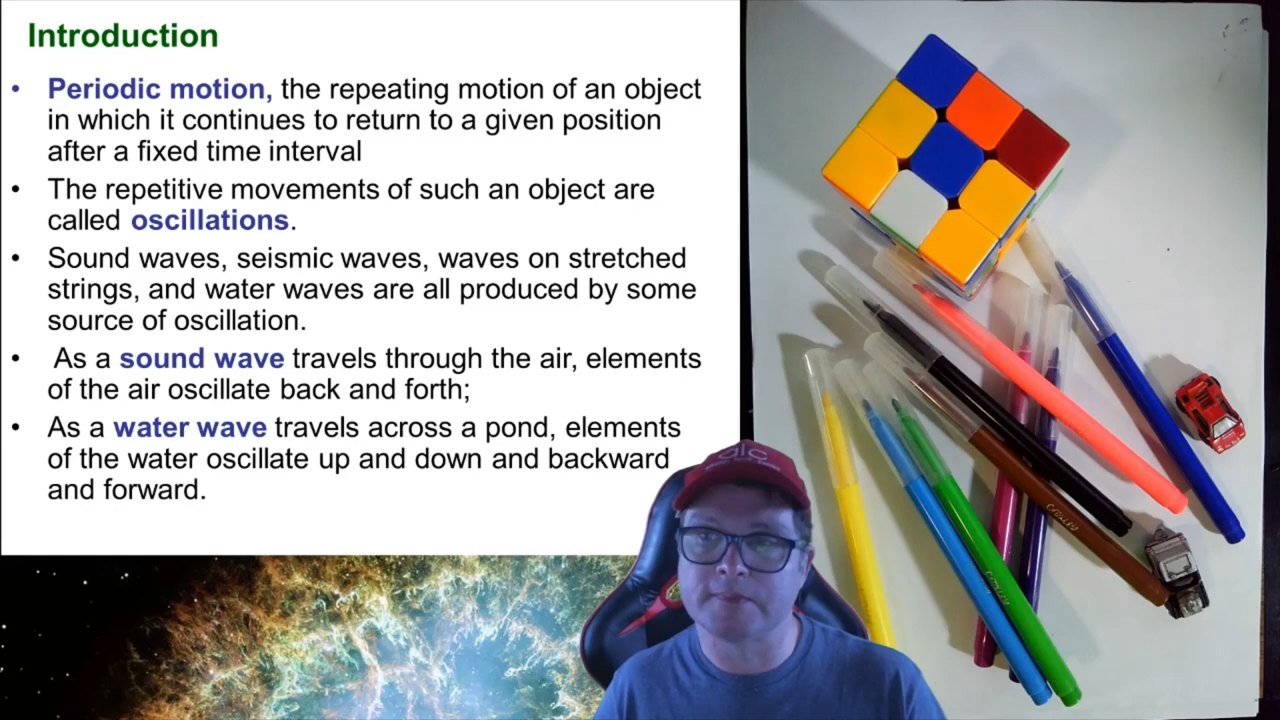 Introduction
• Periodic motion, the repeating motion of an object
in which it continues to return to a given position
after a fixed time interval
• The repetitive movements of such an object are
called oscillations.
• Sound waves, seismic waves, waves on stretched
strings, and water waves are all produced by some
source of oscillation.
• As a sound wave travels through the air, elements
of the air oscillate back and forth;
• As a water wave travels across a pond, elements
of the water oscillate up and down and backward
and forward.
CROXLEY
CROXLEY